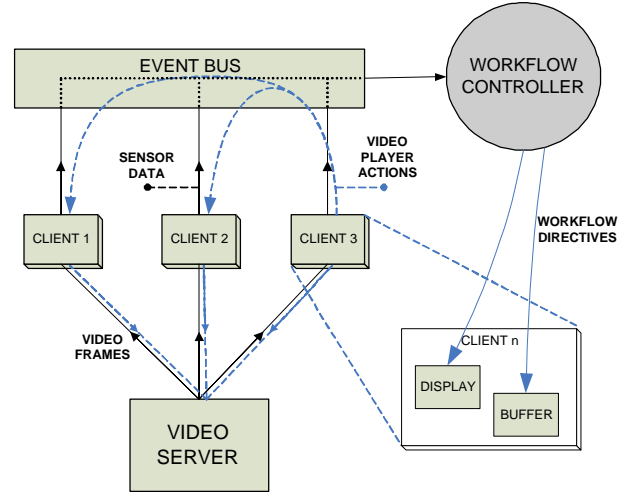 EVENT BUS
WORKFLOW
CONTROLLER
SENSOR
DATA
VIDEO
PLAYER
ACTIONS
CLIENT 1
CLIENT 2
CLIENT 3
WORKFLOW
DIRECTIVES
VIDEO
FRAMES
CLIENT n
DISPLAY
BUFFER
VIDEO
SERVER